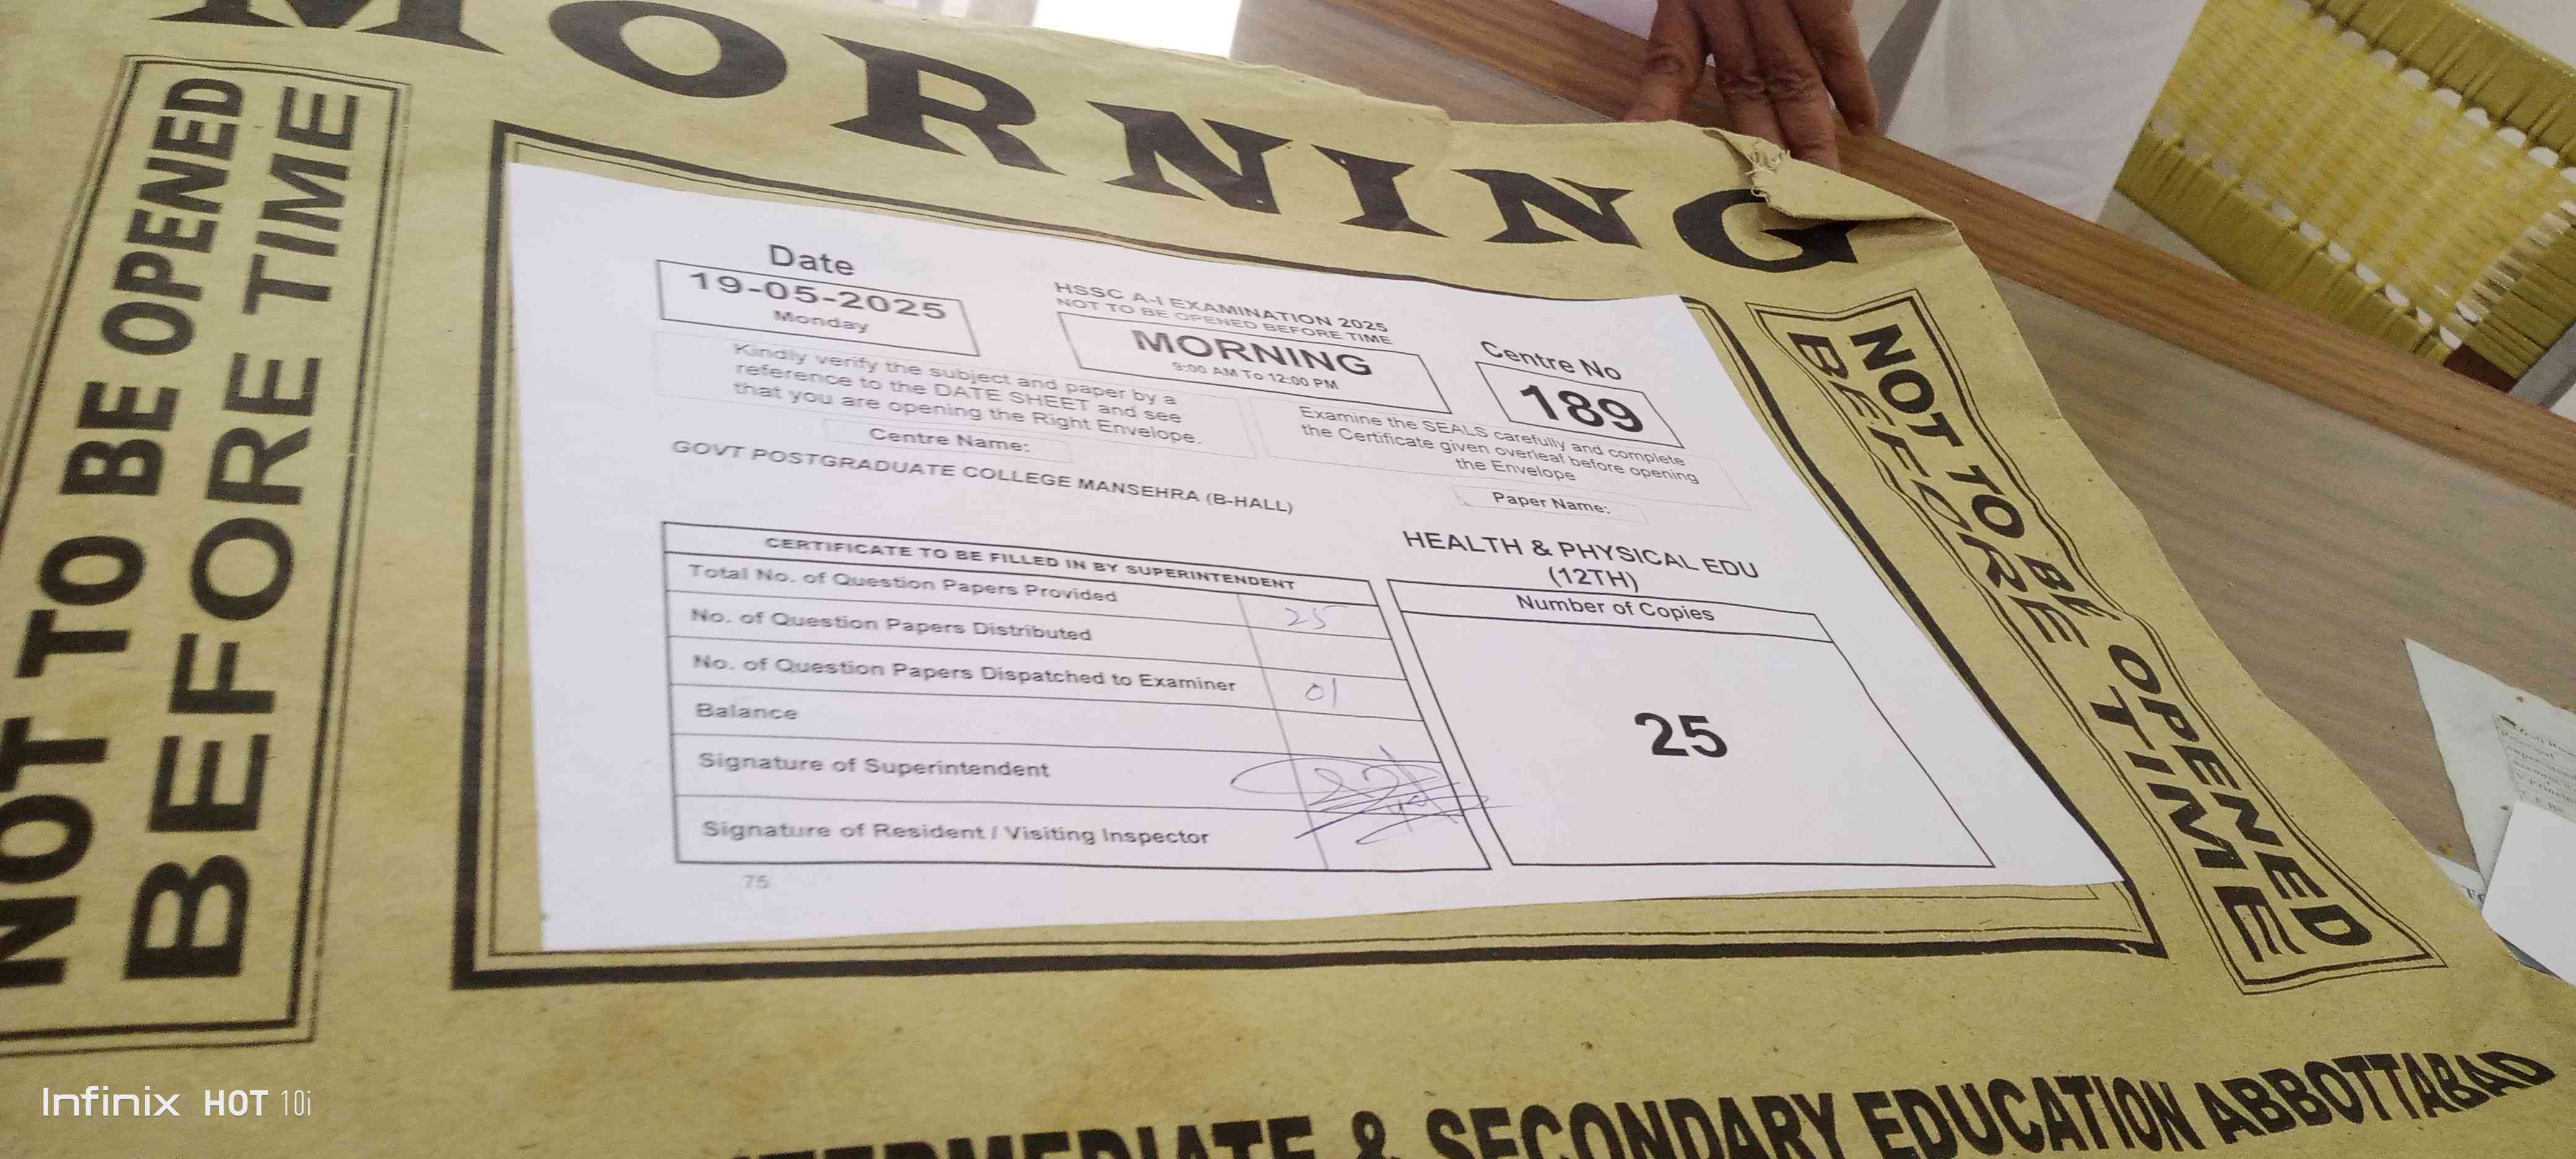 MORNING
NOT TO BE OPENED
BEFORE TIME
Date
19-05-2025
Monday
HSSC A-I EXAMINATION 2025
NOT TO BE OPENED BEFORE TIME
MORNING
9:00 AM To 12:00 PM
Centre No
189
Kindly verify the subject and paper by a
reference to the DATE SHEET and see
that you are opening the Right Envelope.
Examine the SEALS carefully and complete
the Certificate given overleaf before opening
the Envelope
Centre Name:
GOVT POSTGRADUATE COLLEGE MANSEHRA (B-HALL)
Paper Name:
HEALTH & PHYSICAL EDU
(12TH)
CERTIFICATE TO BE FILLED IN BY SUPERINTENDENT
Total No. of Question Papers Provided 25
No. of Question Papers Distributed
No. of Question Papers Dispatched to Examiner 01
Balance
Signature of Superintendent
Signature of Resident / Visiting Inspector
Number of Copies
25
75
NOT TO BE OPENED
BEFORE TIME
INTERMEDIATE & SECONDARY EDUCATION ABBOTTABAD
Infinix HOT 10i